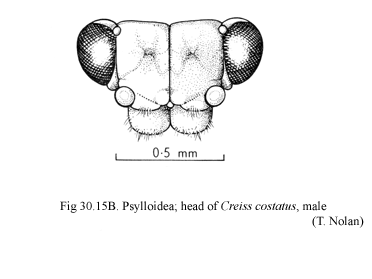 0·5 mm
Fig 30.15B. Psylloidea; head of Creiss costatus, male
(T. Nolan)